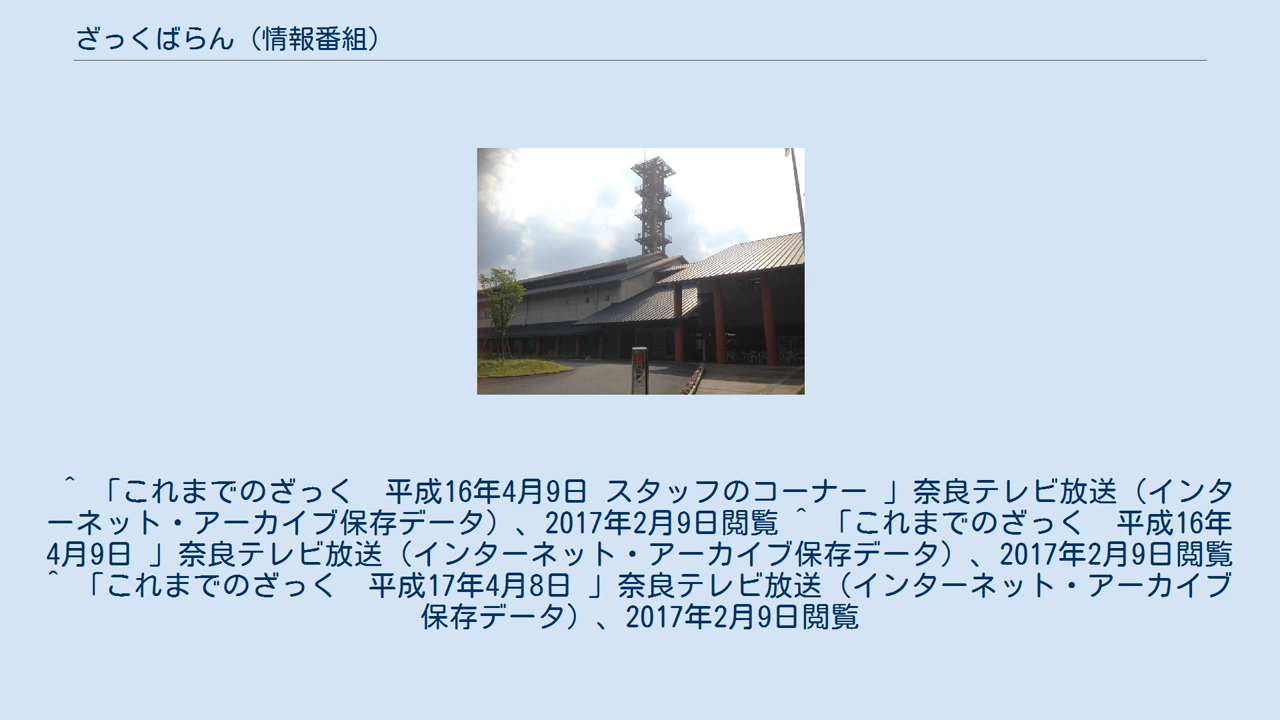 ざっくばらん（情報番組）
^ 「これまでのざっく　平成16年4月9日 スタッフのコーナー 」奈良テレビ放送（インタ
ーネット・アーカイブ保存データ）、2017年2月9日閲覧 ^ 「これまでのざっく　平成16年
4月9日 」奈良テレビ放送（インターネット・アーカイブ保存データ）、2017年2月9日閲覧
^ 「これまでのざっく　平成17年4月8日 」奈良テレビ放送（インターネット・アーカイブ
保存データ）、2017年2月9日閲覧